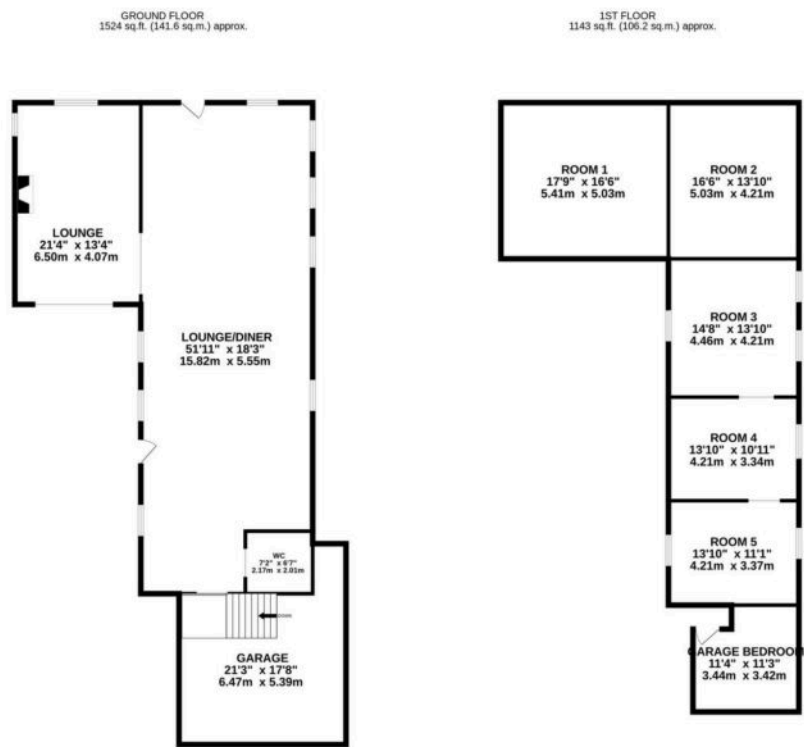 GROUND FLOOR
1524 sq.ft. (141.6 sq.m.) approx.
LOUNGE
21'4" x 13'4"
6.50m x 4.07m
LOUNGE/DINER
51'11" x 18'3"
15.82m x 5.55m
WC
7'2" x 6'7"
2.17m x 2.01m
GARAGE
21'3" x 17'8"
6.47m x 5.39m
1ST FLOOR
1143 sq.ft. (106.2 sq.m.) approx.
ROOM 1
17'9" x 16'6"
5.41m x 5.03m
ROOM 2
16'6" x 13'10"
5.03m x 4.21m
ROOM 3
14'8" x 13'10"
4.46m x 4.21m
ROOM 4
13'10" x 10'11"
4.21m x 3.34m
ROOM 5
13'10" x 11'1"
4.21m x 3.37m
GARAGE BEDROOM
11'4" x 11'3"
3.44m x 3.42m